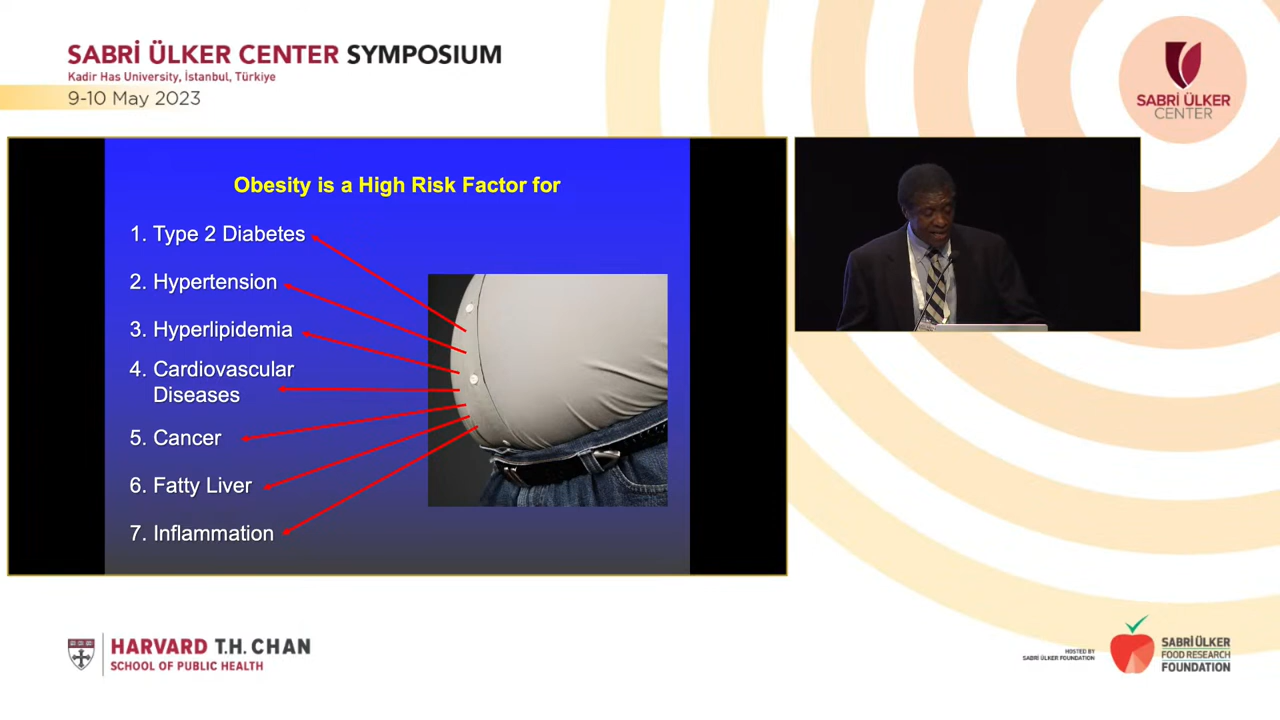 SABRİ ÜLKER CENTER SYMPOSIUM
Kadir Has University, İstanbul, Türkiye
9-10 May 2023
SABRİ ÜLKER
CENTER
Obesity is a High Risk Factor for
1. Type 2 Diabetes
2. Hypertension
3. Hyperlipidemia
4. Cardiovascular
Diseases
5. Cancer
6. Fatty Liver
7. Inflammation
HARVARD T.H. CHAN
SCHOOL OF PUBLIC HEALTH
HOSTED BY
SABRİ ÜLKER FOUNDATION
SABRİ ÜLKER
FOOD RESEARCH
FOUNDATION